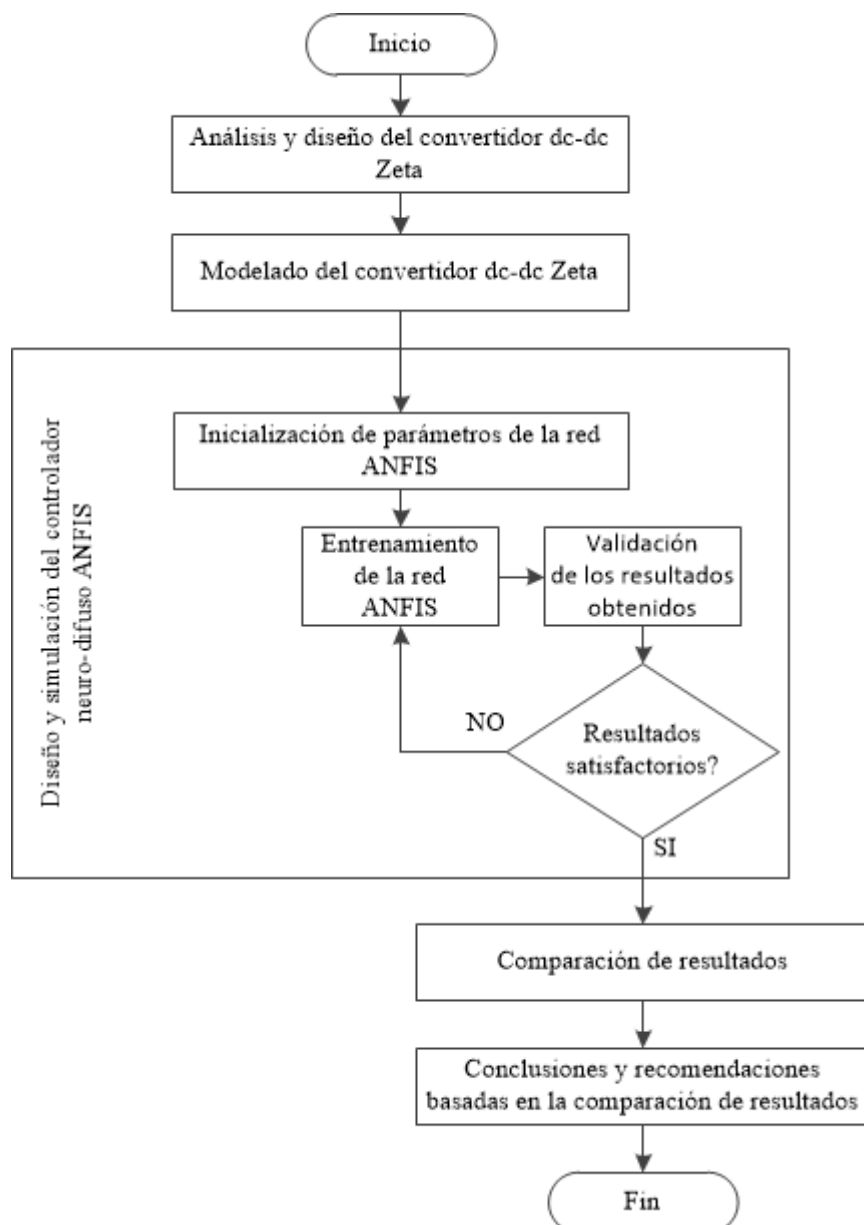 Inicio
Análisis y diseño del convertidor dc-dc
Zeta
Modelado del convertidor dc-dc Zeta
Diseño y simulación del controlador
neuro-difuso ANFIS
Inicialización de parámetros de la red
ANFIS
Entrenamiento
de la red
ANFIS
Validación
de los resultados
obtenidos
NO
Resultados
satisfactorios?
SI
Comparación de resultados
Conclusiones y recomendaciones
basadas en la comparación de resultados
Fin